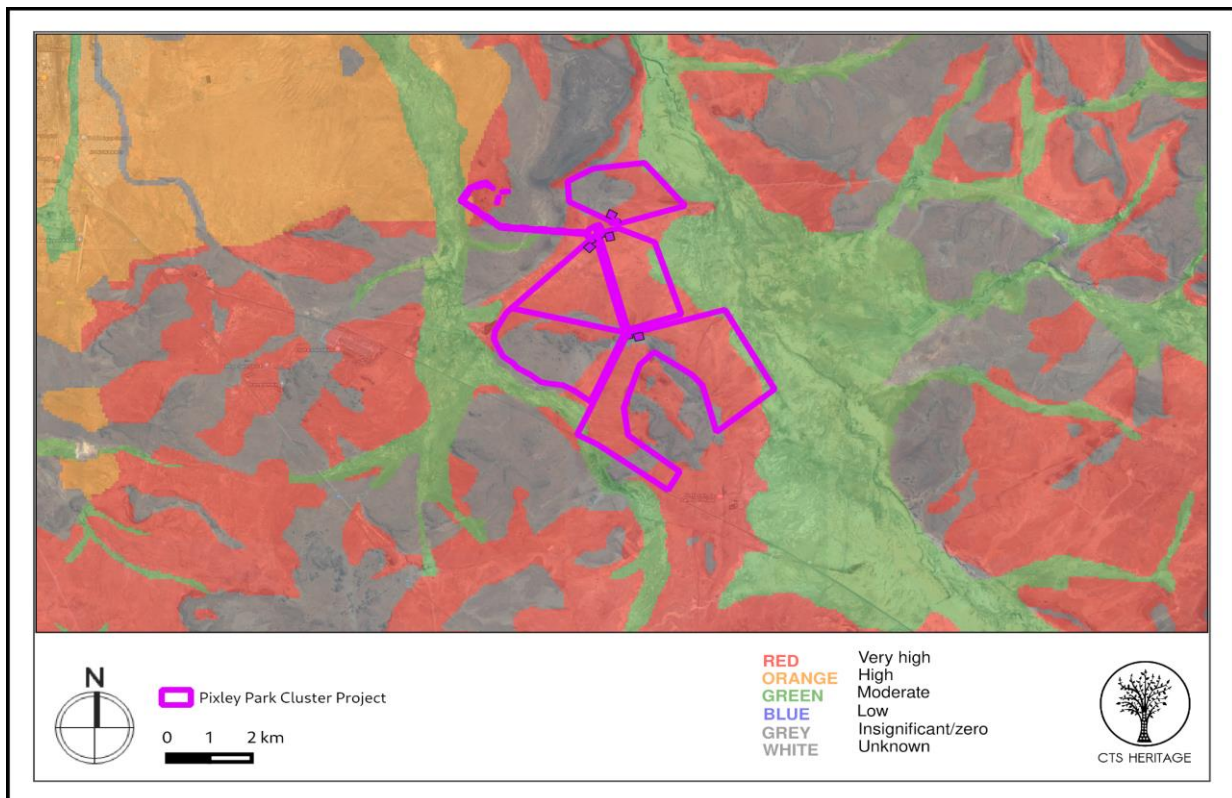 N
Pixley Park Cluster Project
0 1 2 km
RED Very high
ORANGE High
GREEN Moderate
BLUE Low
GREY Insignificant/zero
WHITE Unknown
CTS HERITAGE